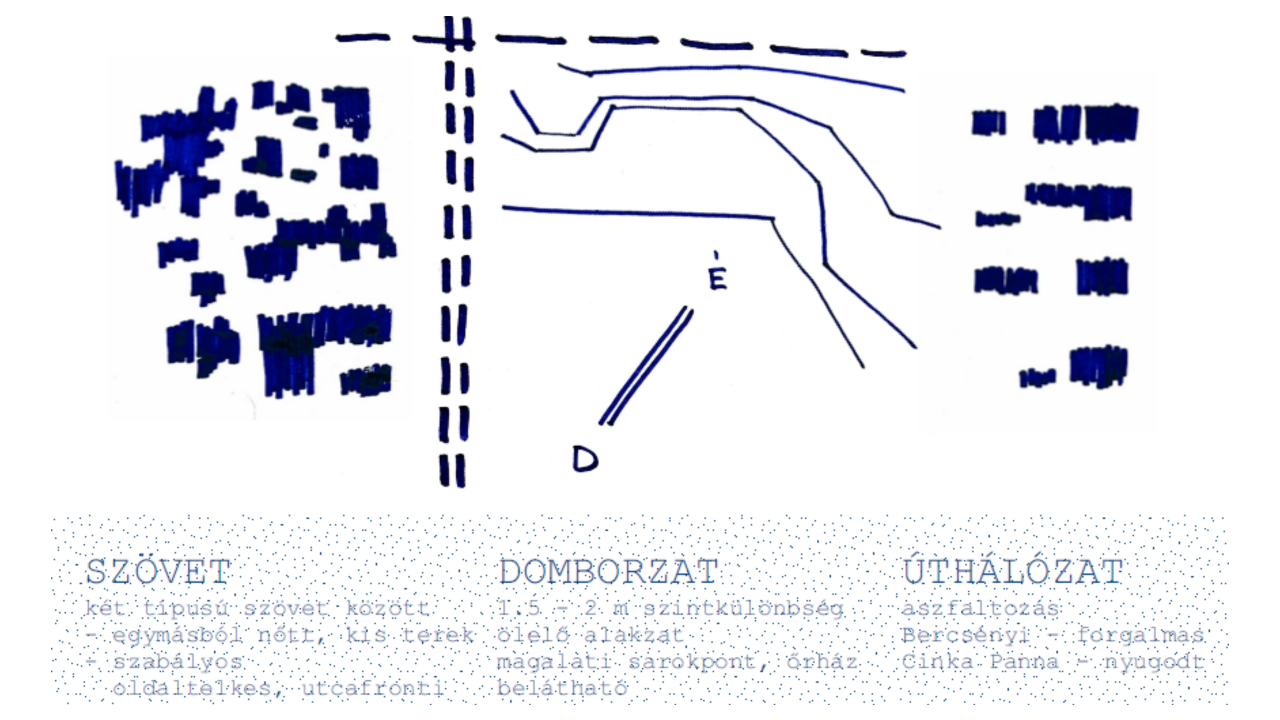 É
D
SZÖVET
két típusú szövet között
- egymásból nőtt, kis terek
- szabályos
oldaltelkes, utcafronti
DOMBORZAT
1.5 - 2 m szintkülönbség
ölelő alakzat
magalati sarokpont, őrház
belátható
ÚTHÁLÓZAT
aszfaltozás
Bercsényi - forgalmas
Cinka Panna - nyugodt